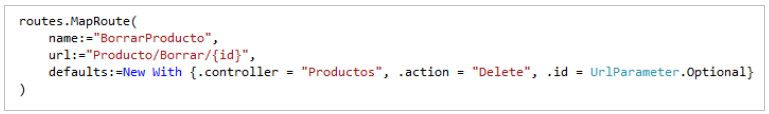 routes.MapRoute(
    name:="BorrarProducto",
    url:="Producto/Borrar/{id}",
    defaults:=New With {.controller = "Productos", .action = "Delete", .id = UrlParameter.Optional}
)